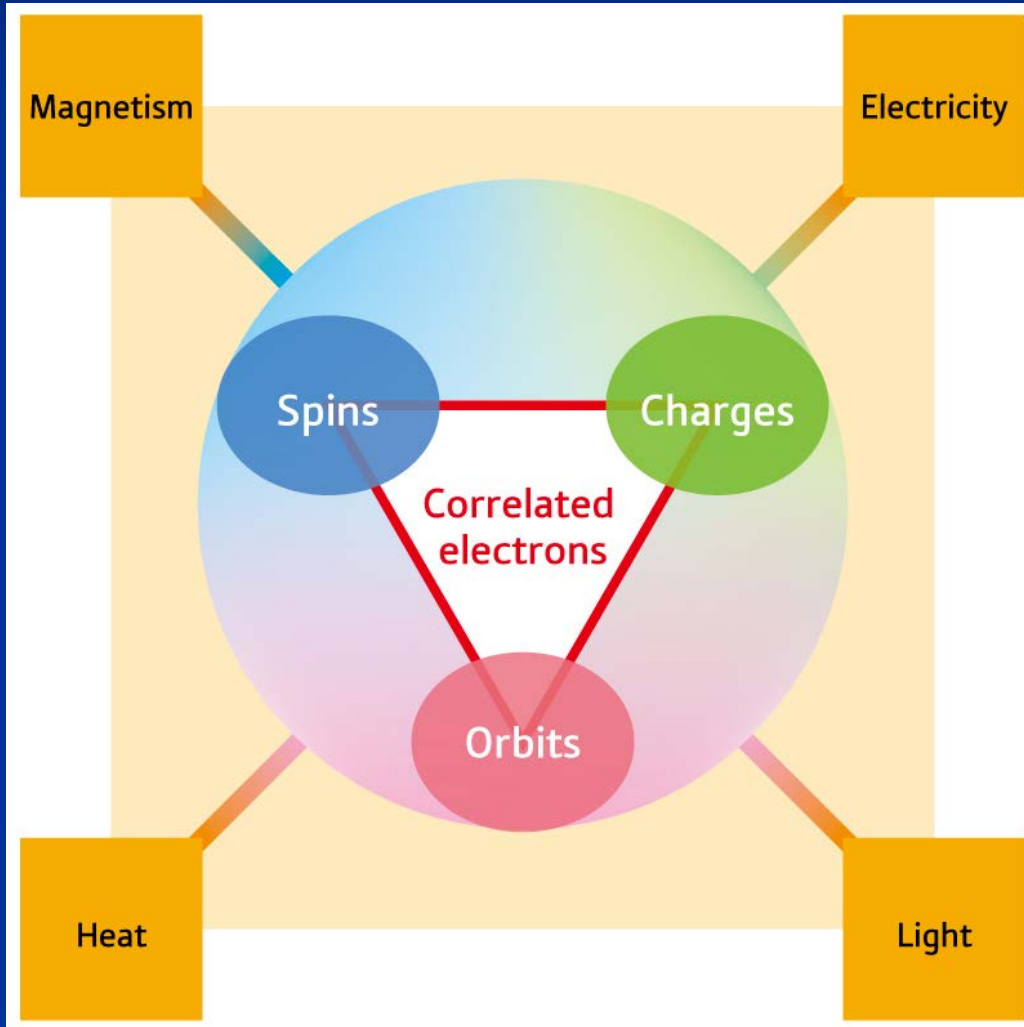 Magnetism
Electricity
Spins
Charges
Correlated
electrons
Orbits
Heat
Light